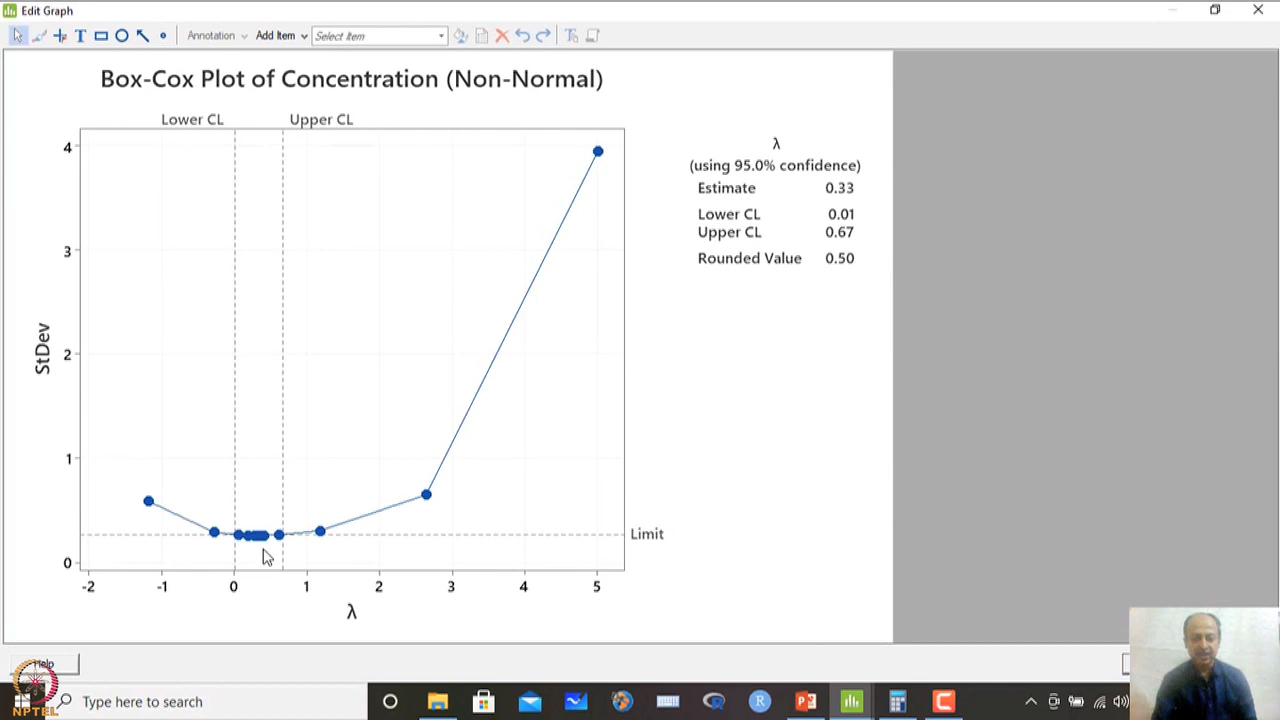 Edit Graph
Annotation Add Item Select Item
Box-Cox Plot of Concentration (Non-Normal)
Lower CL Upper CL
4
3
2
1
0
StDev
-2 -1 0 1 2 3 4 5
λ
Limit
λ
(using 95.0% confidence)
Estimate 0.33
Lower CL 0.01
Upper CL 0.67
Rounded Value 0.50
Help
NPTEL
Type here to search